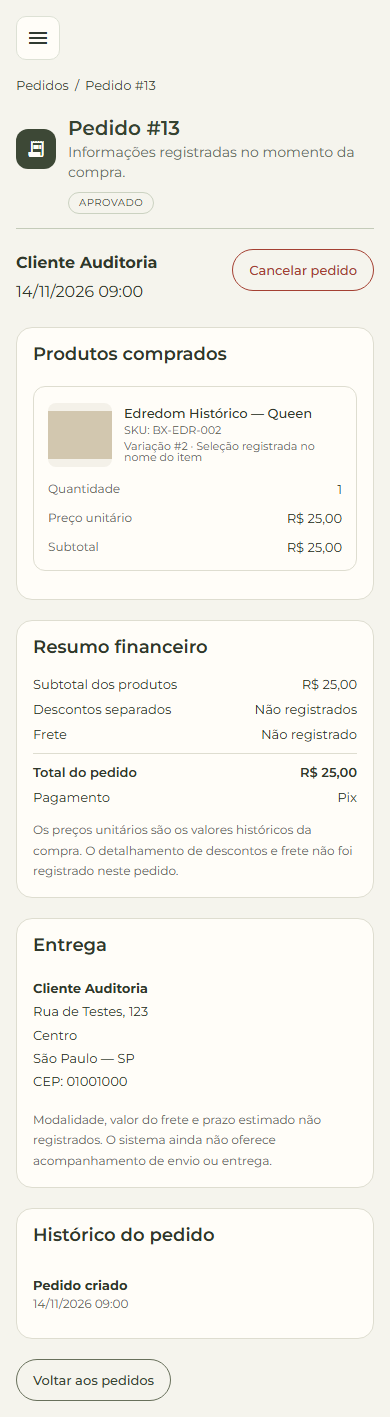 Pedidos / Pedido #13
Pedido #13
Informações registradas no momento da
compra.
APROVADO
Cliente Auditoria
14/11/2026 09:00
Cancelar pedido
Produtos comprados
Edredom Histórico — Queen
SKU: BX-EDR-002
Variação #2 · Seleção registrada no
nome do item
Quantidade 1
Preço unitário R$ 25,00
Subtotal R$ 25,00
Resumo financeiro
Subtotal dos produtos R$ 25,00
Descontos separados Não registrados
Frete Não registrado
Total do pedido R$ 25,00
Pagamento Pix
Os preços unitários são os valores históricos da
compra. O detalhamento de descontos e frete não foi
registrado neste pedido.
Entrega
Cliente Auditoria
Rua de Testes, 123
Centro
São Paulo — SP
CEP: 01001000
Modalidade, valor do frete e prazo estimado não
registrados. O sistema ainda não oferece
acompanhamento de envio ou entrega.
Histórico do pedido
Pedido criado
14/11/2026 09:00
Voltar aos pedidos